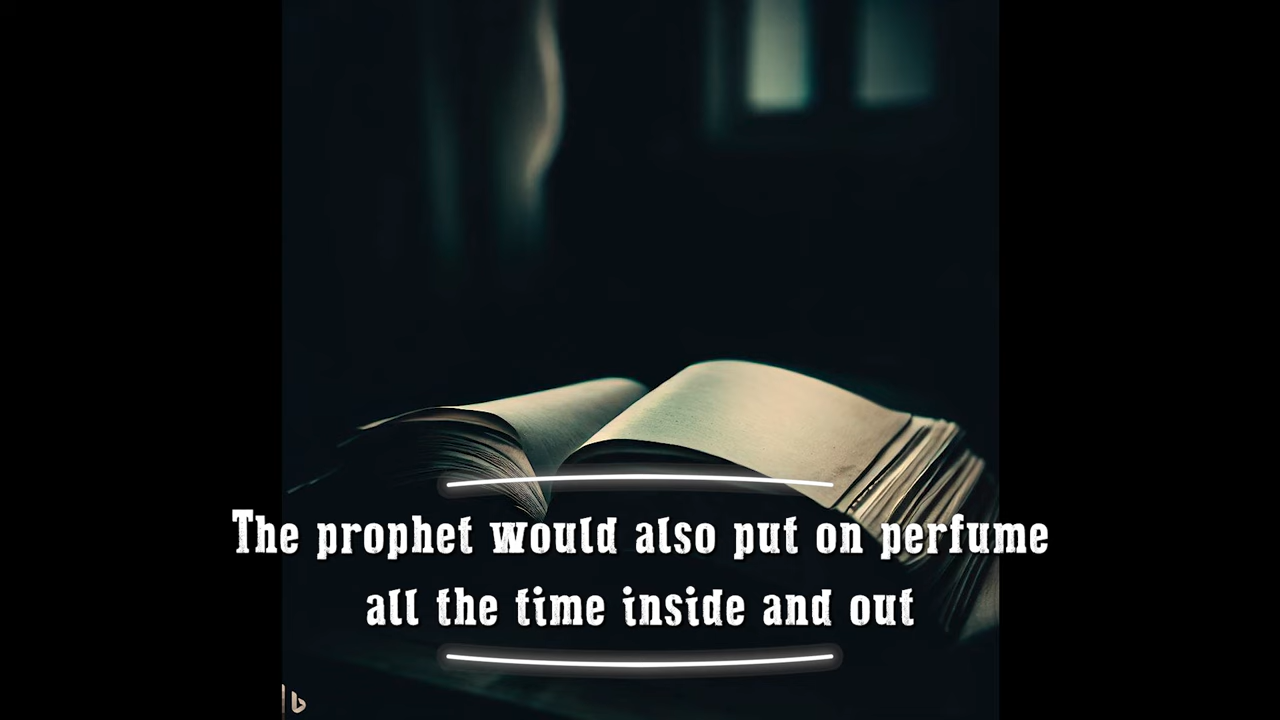 The prophet would also put on perfume
all the time inside and out